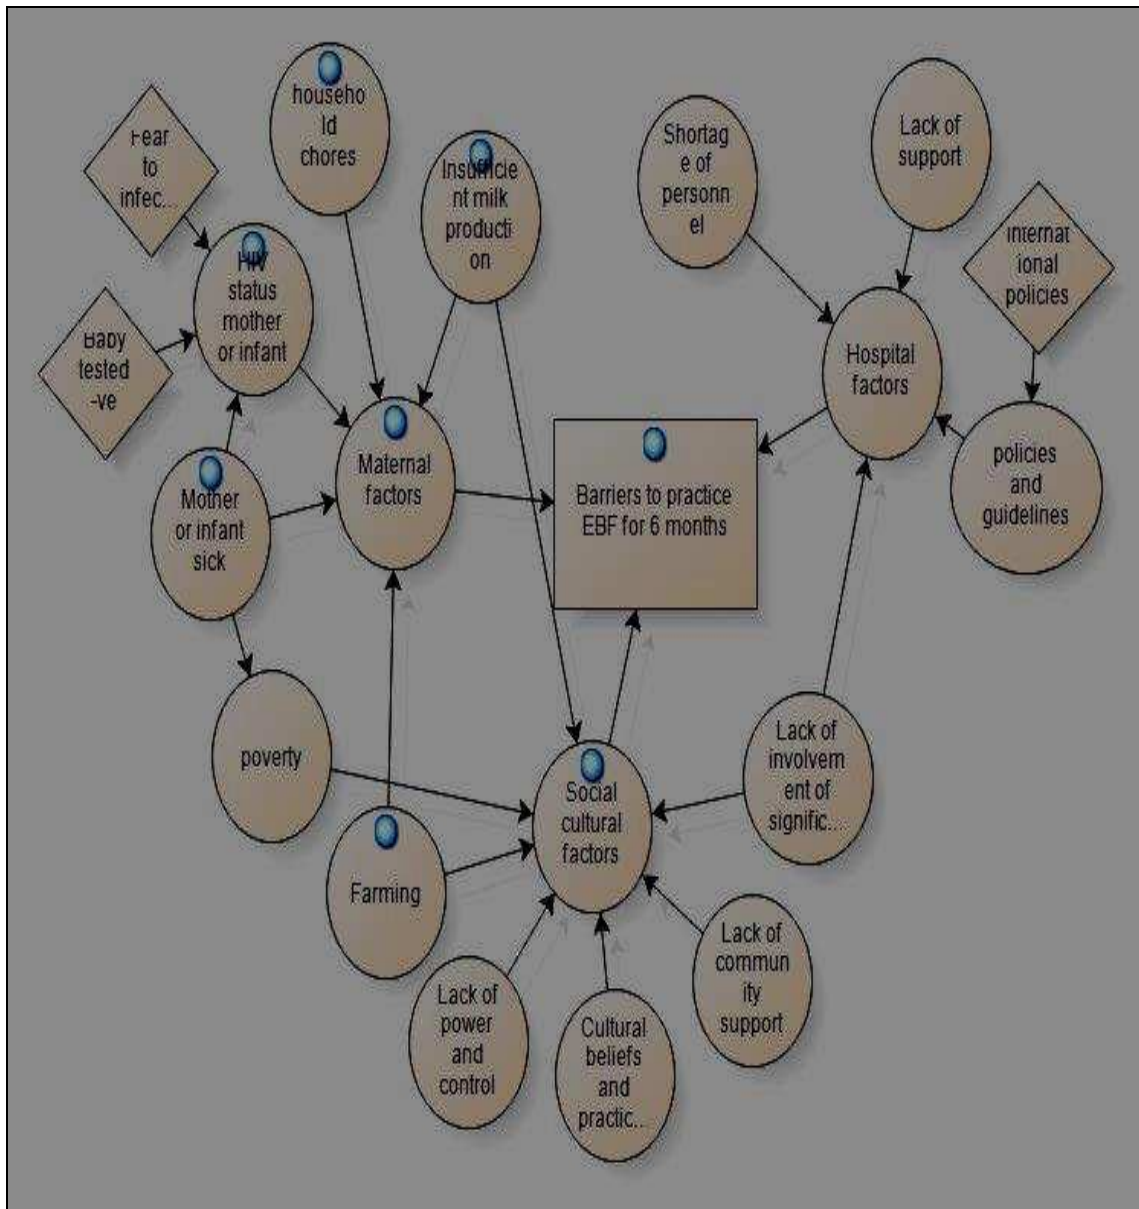 househo
ld
chores
Fear
to
infec...
Insufficie
nt milk
producti
on
Shortag
e of
personn
el
Lack of
support
internat
ional
policies
HIV
status
mother
or infant
Baby
tested
-ve
Hospital
factors
Maternal
factors
Barriers to practice
EBF for 6 months
policies
and
guidelines
Mother
or infant
sick
poverty
Lack of
involvem
ent of
signific....
Social
cultural
factors
Farming
Lack of
commun
ity
support
Lack of
power
and
control
Cultural
beliefs
and
practic...